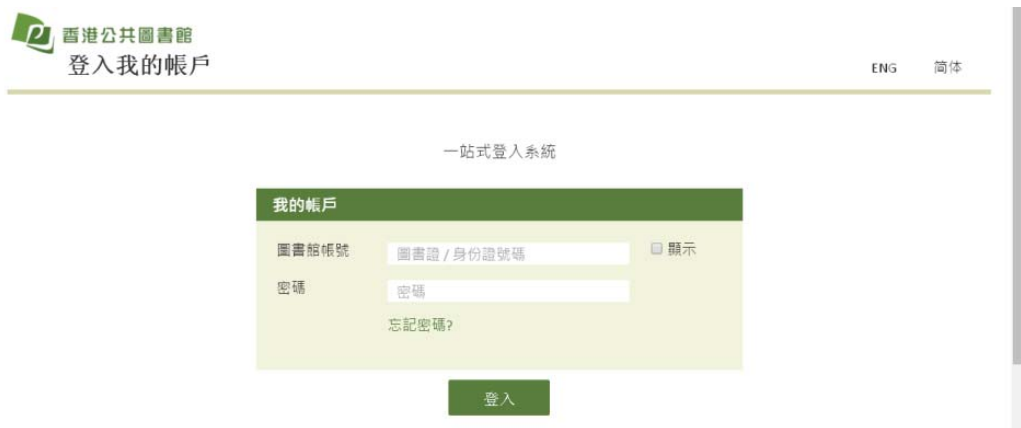 香港公共圖書館
登入我的帳戶
ENG 简体
一站式登入系統
我的帳戶
圖書館帳號 圖書證 / 身份證號碼 顯示
密碼 密碼
忘記密碼?
登入